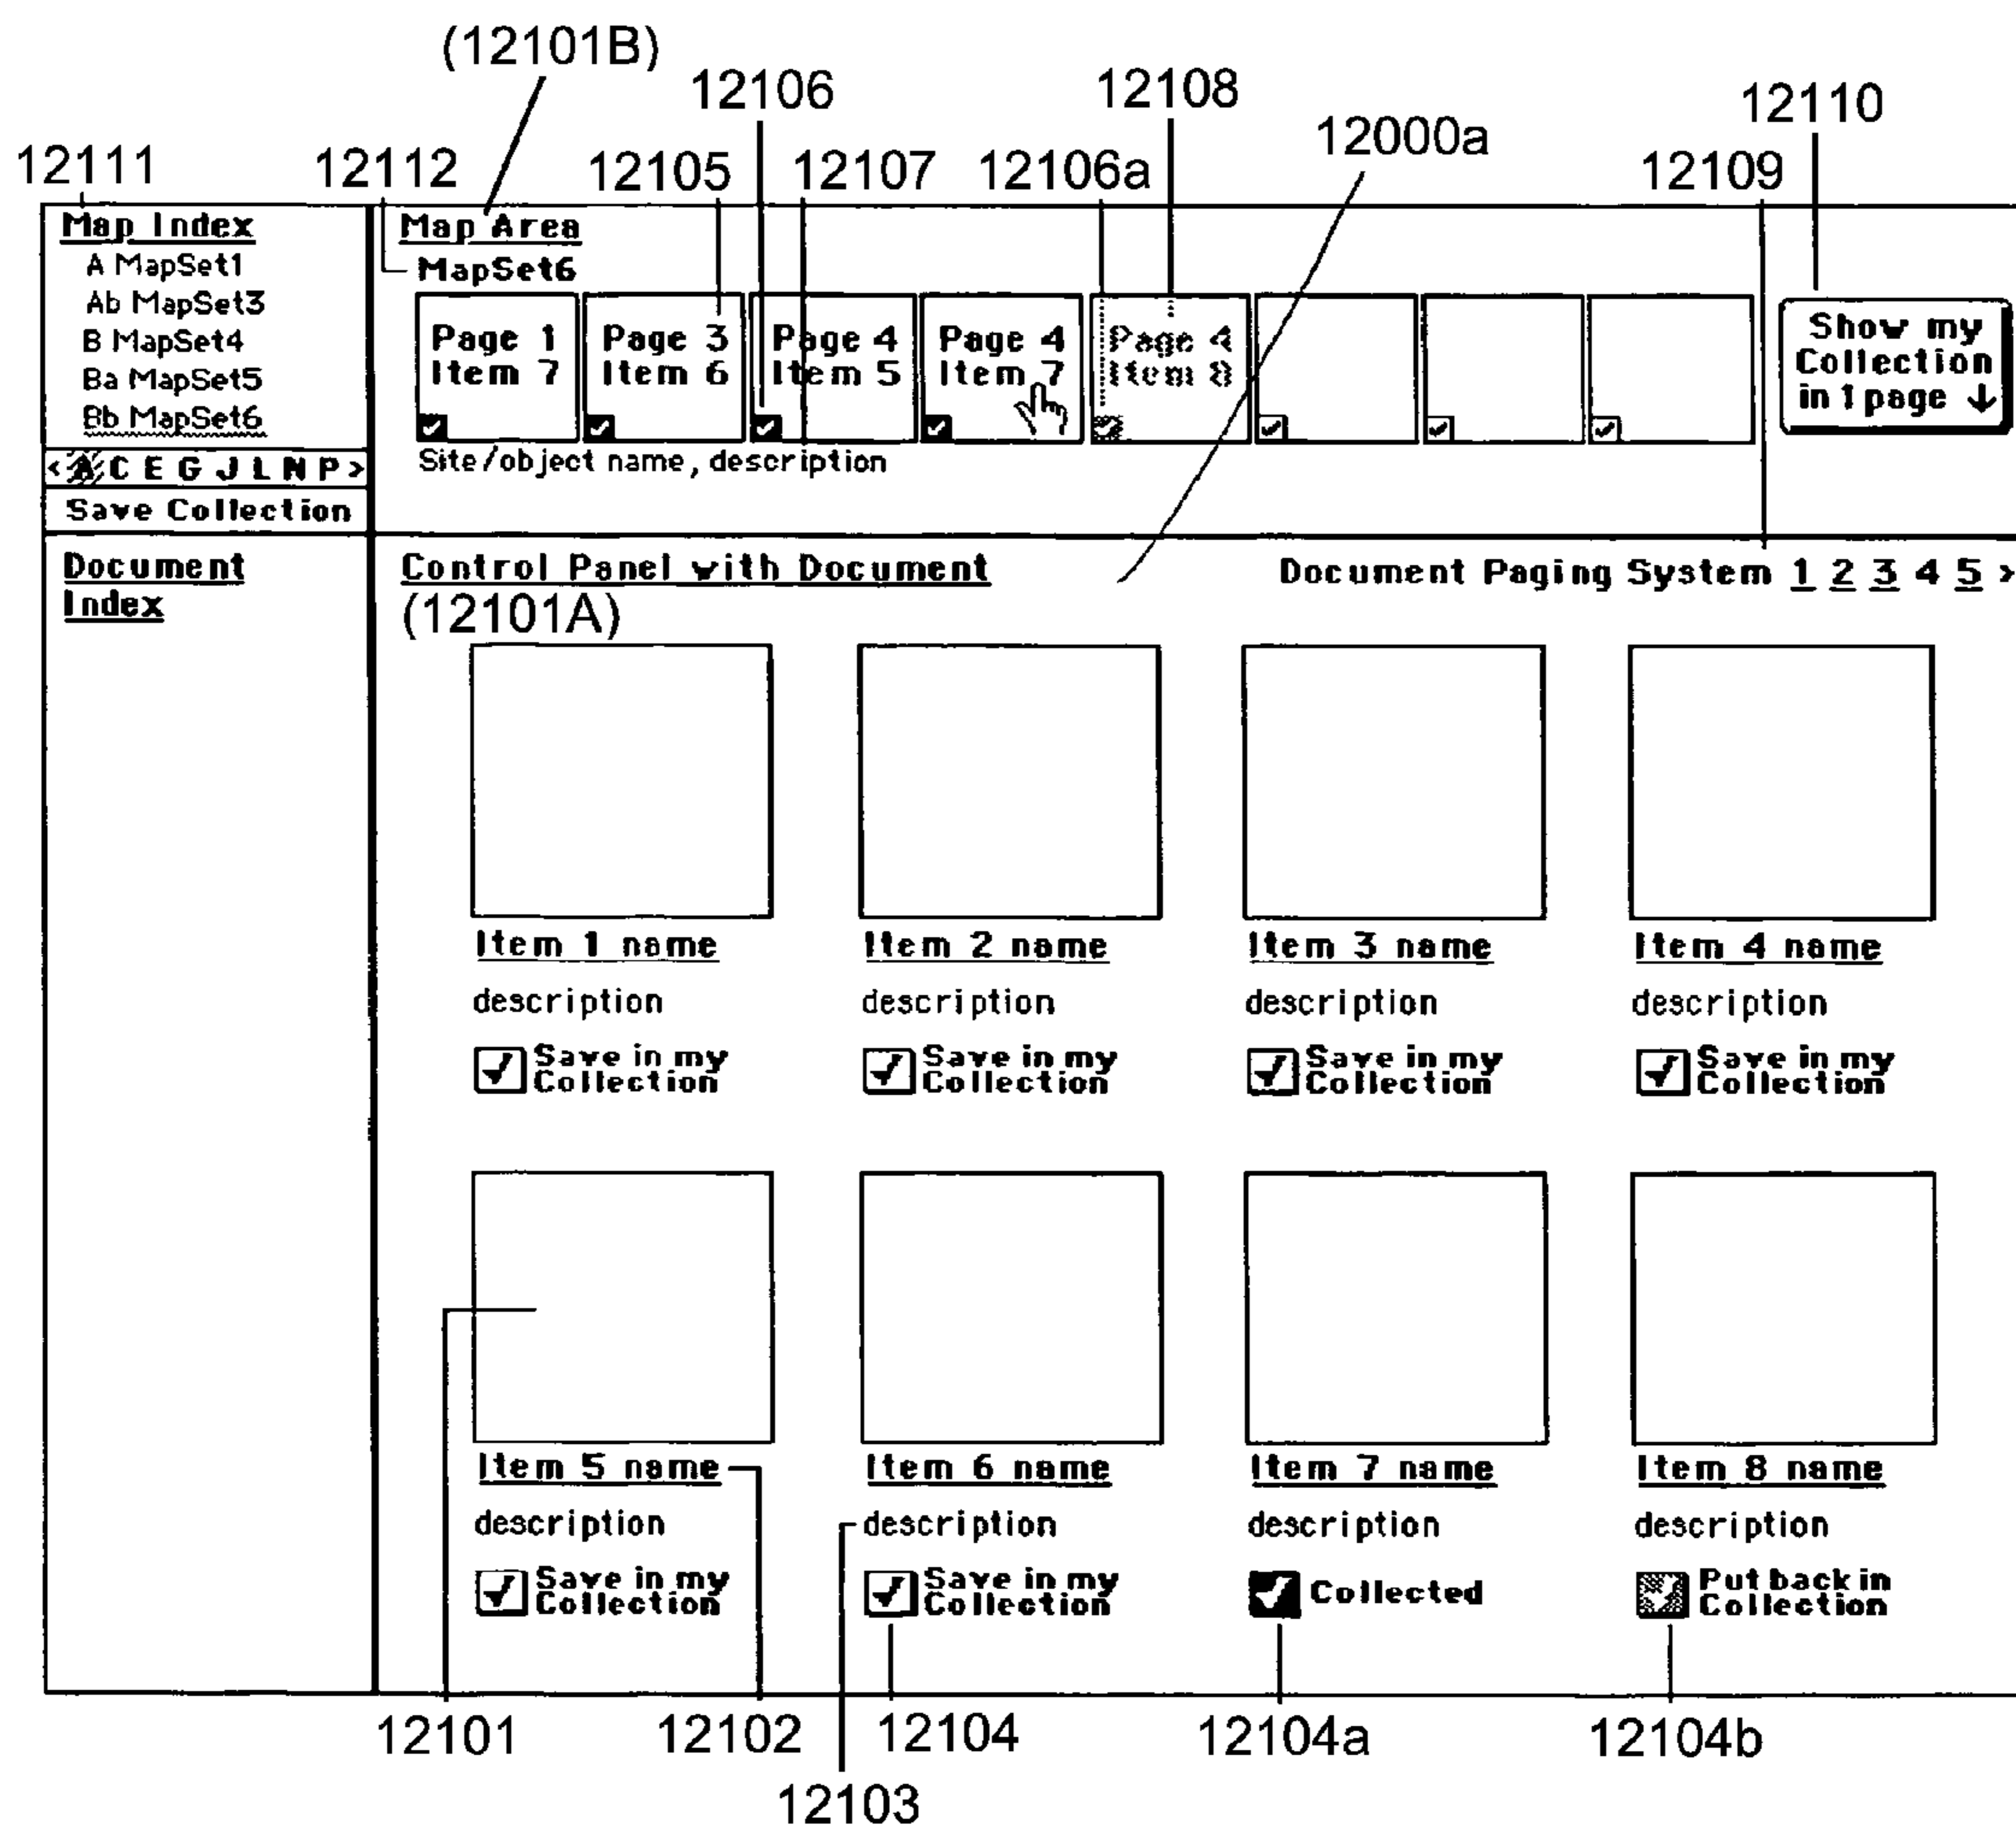 (12101B)
12106
12108
12110
12000a
12111
12112
12105
12107
12106a
12109
Map Index
A MapSet1
Ab MapSet3
B MapSet4
Ba MapSet5
Bb MapSet6
< A C E G J L N P >
Save Collection
Map Area
MapSet6
Page 1
Item 7
Page 3
Item 6
Page 4
Item 5
Page 4
Item 7
Page 4
Item 8
Show my
Collection
in 1 page ↓
Site/object name, description
Document
Index
Control Panel with Document
(12101A)
Document Paging System 1 2 3 4 5 >
Item 1 name
description
Save in my
Collection
Item 2 name
description
Save in my
Collection
Item 3 name
description
Save in my
Collection
Item 4 name
description
Save in my
Collection
Item 5 name
description
Save in my
Collection
Item 6 name
description
Save in my
Collection
Item 7 name
description
Collected
Item 8 name
description
Put back in
Collection
12101
12102
12104
12104a
12104b
12103